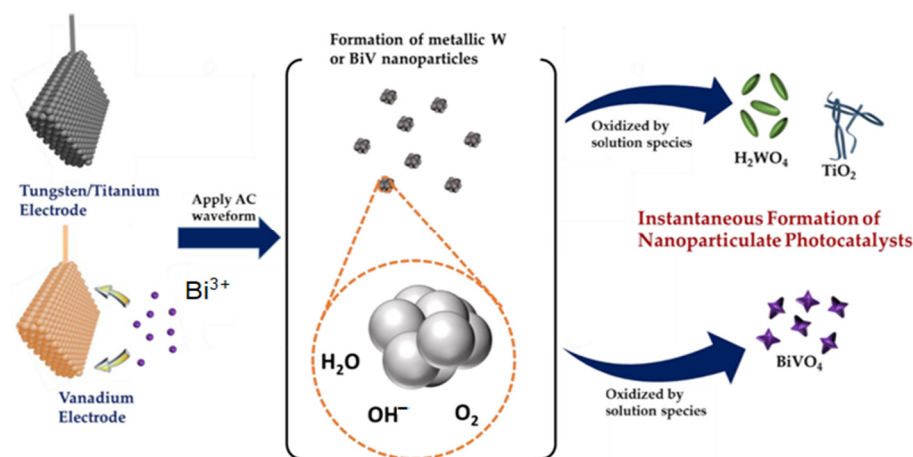 Tungsten/Titanium
Electrode
Vanadium
Electrode
Bi³⁺
Apply AC
waveform
Formation of metallic W
or BiV nanoparticles
H₂O
OH⁻
O₂
Oxidized by
solution species
H₂WO₄
TiO₂
Instantaneous Formation of
Nanoparticulate Photocatalysts
Oxidized by
solution species
BiVO₄